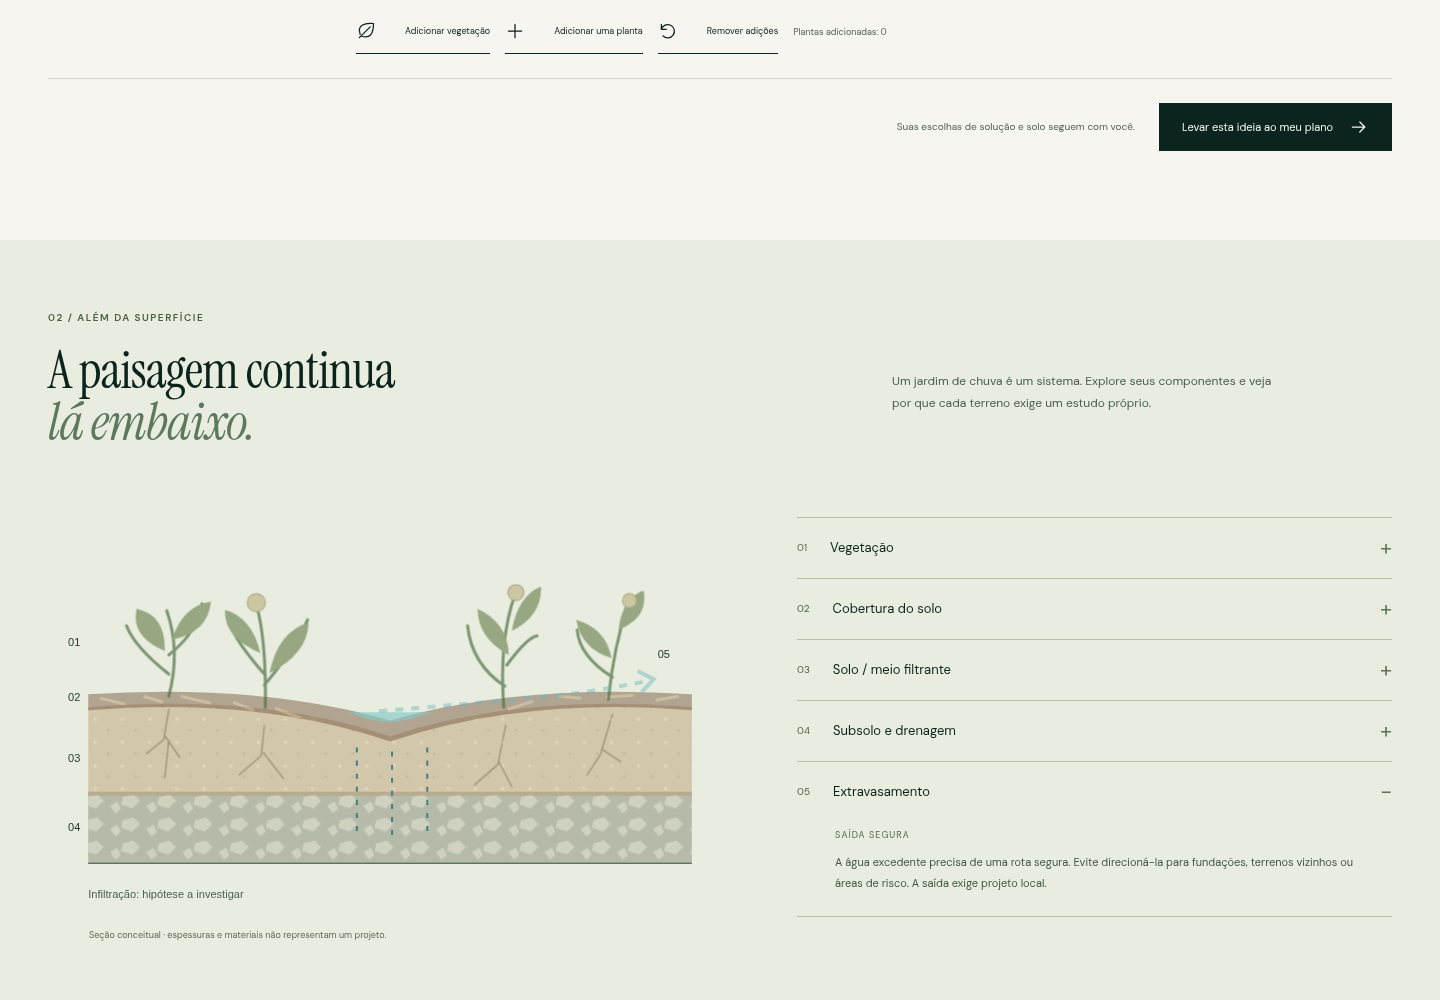 Adicionar vegetação
Adicionar uma planta
Remover adições
Plantas adicionadas: 0
Suas escolhas de solução e solo seguem com você.
Levar esta ideia ao meu plano
02 / ALÉM DA SUPERFÍCIE
A paisagem continua
lá embaixo.
Um jardim de chuva é um sistema. Explore seus componentes e veja
por que cada terreno exige um estudo próprio.
01
02
03
04
05
Infiltração: hipótese a investigar
Seção conceitual · espessuras e materiais não representam um projeto.
01 Vegetação
02 Cobertura do solo
03 Solo / meio filtrante
04 Subsolo e drenagem
05 Extravasamento
SAÍDA SEGURA
A água excedente precisa de uma rota segura. Evite direcioná-la para fundações, terrenos vizinhos ou
áreas de risco. A saída exige projeto local.